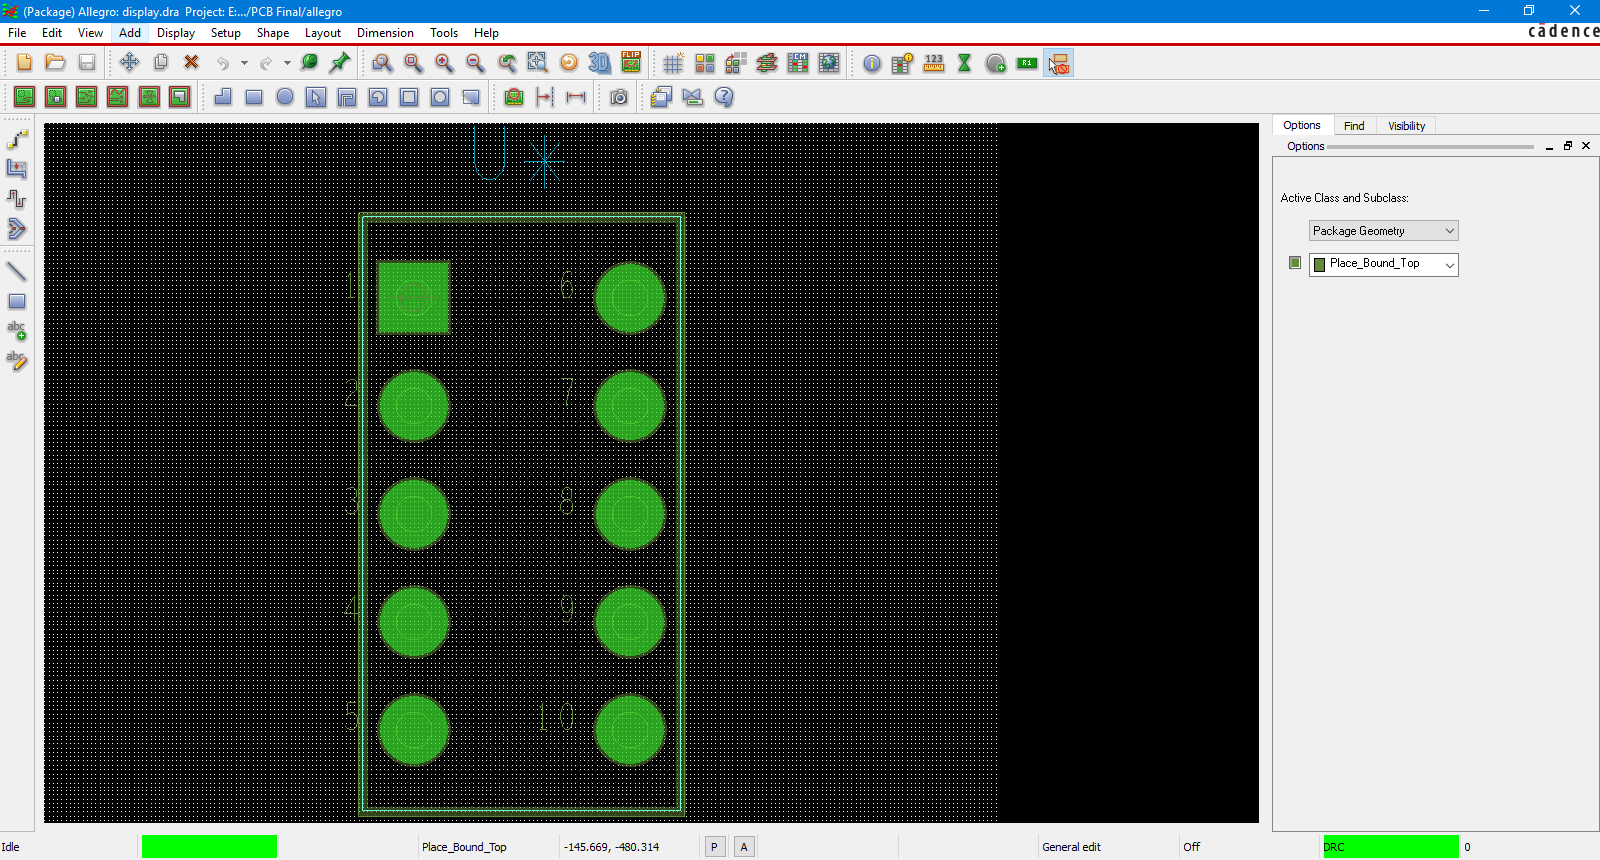 (Package) Allegro: display.dra  Project: E:.../PCB Final/allegro
File Edit View Add Display Setup Shape Layout Dimension Tools Help
cādence
3D FLIP CM 123 R1
Options Find Visibility
Options
Active Class and Subclass:
Package Geometry
Place_Bound_Top
abc
abc
U*
1 6
2 7
3 8
4 9
5 10
Idle Place_Bound_Top -145.669, -480.314 P A General edit Off DRC 0